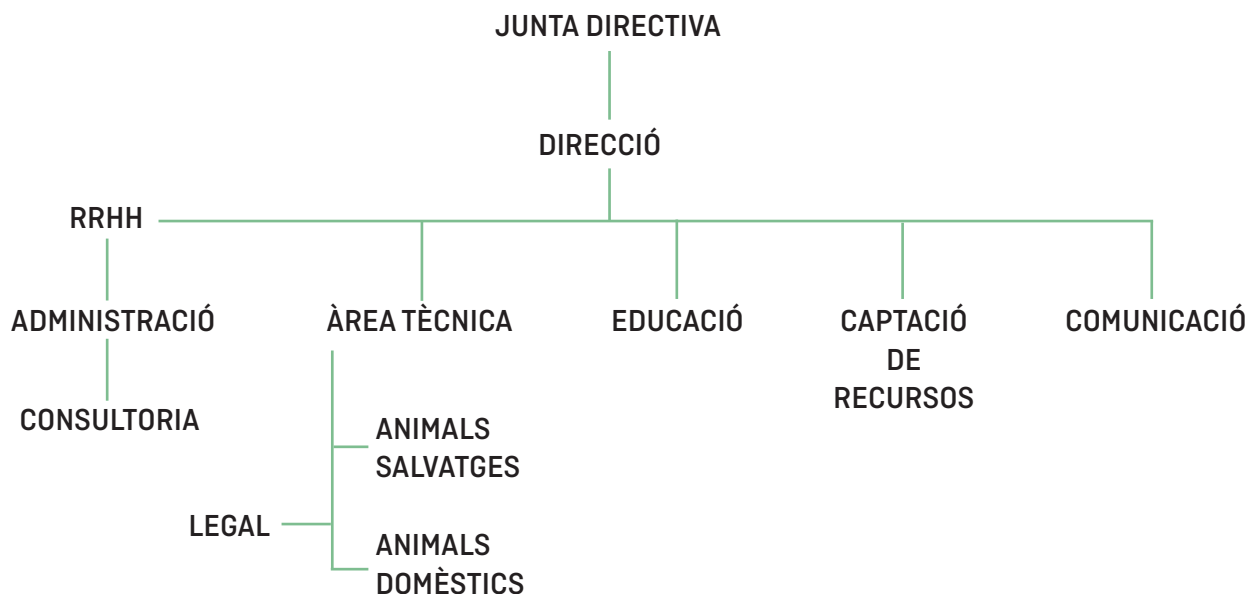 JUNTA DIRECTIVA
DIRECCIÓ
RRHH
ADMINISTRACIÓ
ÀREA TÈCNICA
EDUCACIÓ
CAPTACIÓ
DE
RECURSOS
COMUNICACIÓ
CONSULTORIA
ANIMALS
SALVATGES
LEGAL
ANIMALS
DOMÈSTICS